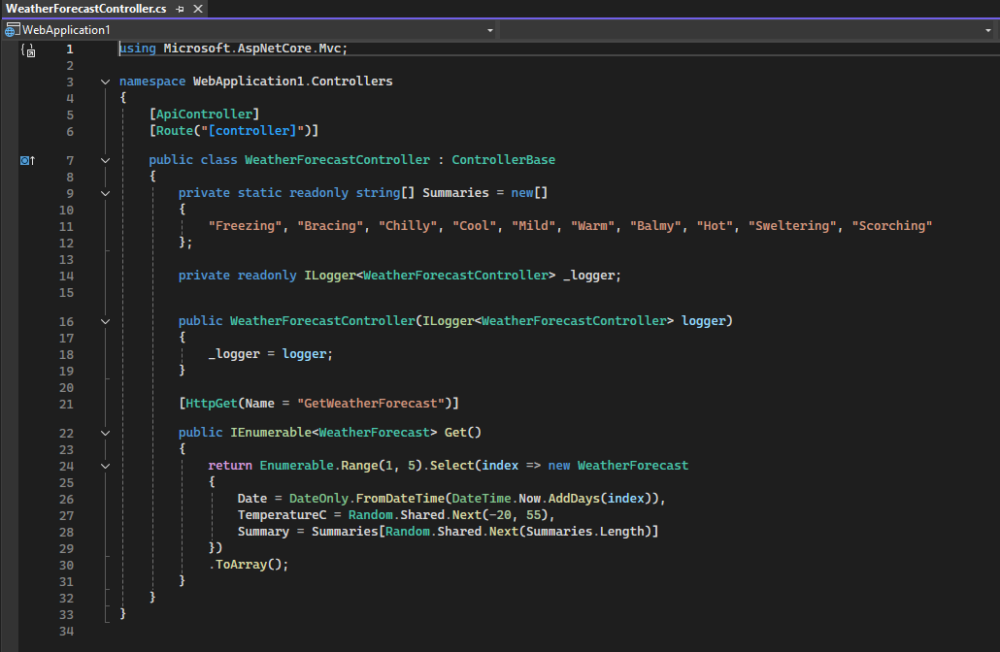 WeatherForecastController.cs
WebApplication1
1 using Microsoft.AspNetCore.Mvc;
2
3 namespace WebApplication1.Controllers
4 {
5 [ApiController]
6 [Route("[controller]")]
7 public class WeatherForecastController : ControllerBase
8 {
9 private static readonly string[] Summaries = new[]
10 {
11 "Freezing", "Bracing", "Chilly", "Cool", "Mild", "Warm", "Balmy", "Hot", "Sweltering", "Scorching"
12 };
13
14 private readonly ILogger<WeatherForecastController> _logger;
15
16 public WeatherForecastController(ILogger<WeatherForecastController> logger)
17 {
18 _logger = logger;
19 }
20
21 [HttpGet(Name = "GetWeatherForecast")]
22 public IEnumerable<WeatherForecast> Get()
23 {
24 return Enumerable.Range(1, 5).Select(index => new WeatherForecast
25 {
26 Date = DateOnly.FromDateTime(DateTime.Now.AddDays(index)),
27 TemperatureC = Random.Shared.Next(-20, 55),
28 Summary = Summaries[Random.Shared.Next(Summaries.Length)]
29 })
30 .ToArray();
31 }
32 }
33 }
34